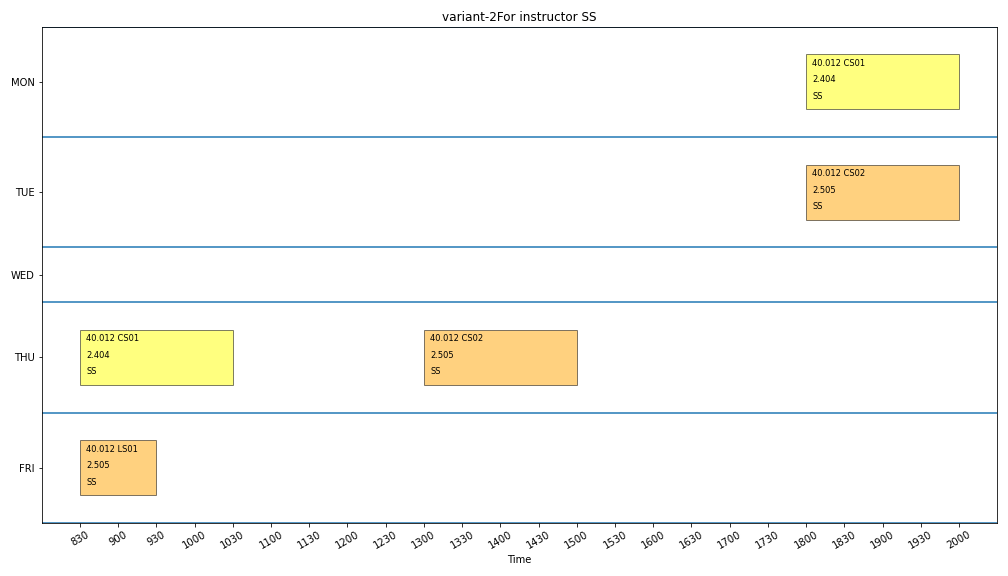 variant-2For instructor SS
MON
40.012 CS01
2.404
SS
TUE
40.012 CS02
2.505
SS
WED
THU
40.012 CS01
2.404
SS
40.012 CS02
2.505
SS
FRI
40.012 LS01
2.505
SS
830 900 930 1000 1030 1100 1130 1200 1230 1300 1330 1400 1430 1500 1530 1600 1630 1700 1730 1800 1830 1900 1930 2000
Time